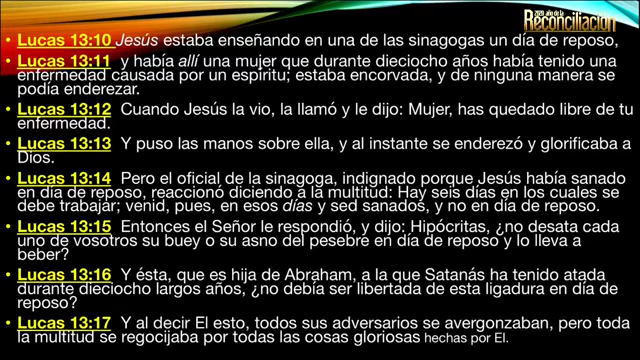 2020 año de la
Reconciliación
• Lucas 13:10 Jesús estaba enseñando en una de las sinagogas un día de reposo,
• Lucas 13:11 y había allí una mujer que durante dieciocho años había tenido una
enfermedad causada por un espíritu; estaba encorvada, y de ninguna manera se
podía enderezar.
• Lucas 13:12 Cuando Jesús la vio, la llamó y le dijo: Mujer, has quedado libre de tu
enfermedad.
• Lucas 13:13 Y puso las manos sobre ella, y al instante se enderezó y glorificaba a
Dios.
• Lucas 13:14 Pero el oficial de la sinagoga, indignado porque Jesús había sanado
en día de reposo, reaccionó diciendo a la multitud: Hay seis días en los cuales se
debe trabajar; venid, pues, en esos días y sed sanados, y no en día de reposo.
• Lucas 13:15 Entonces el Señor le respondió, y dijo: Hipócritas, ¿no desata cada
uno de vosotros su buey o su asno del pesebre en día de reposo y lo lleva a
beber?
• Lucas 13:16 Y ésta, que es hija de Abraham, a la que Satanás ha tenido atada
durante dieciocho largos años, ¿no debía ser libertada de esta ligadura en día de
reposo?
• Lucas 13:17 Y al decir El esto, todos sus adversarios se avergonzaban, pero toda
la multitud se regocijaba por todas las cosas gloriosas hechas por El.